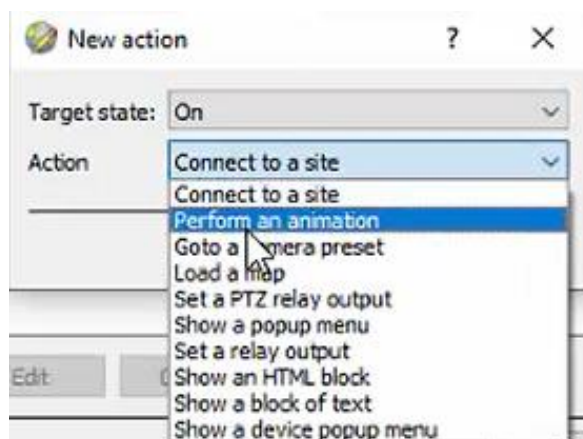 New action ? ×
Target state: On
Action Connect to a site
Connect to a site
Perform an animation
Goto a camera preset
Load a map
Set a PTZ relay output
Show a popup menu
Set a relay output
Edit
Show an HTML block
Show a block of text
Show a device popup menu